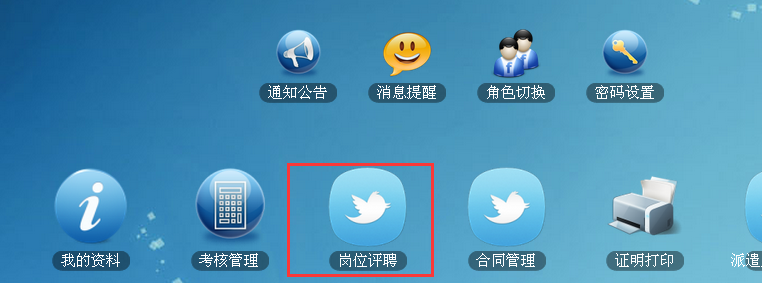 通知公告
消息提醒
角色切换
密码设置
我的资料
考核管理
岗位评聘
合同管理
证明打印
派遣